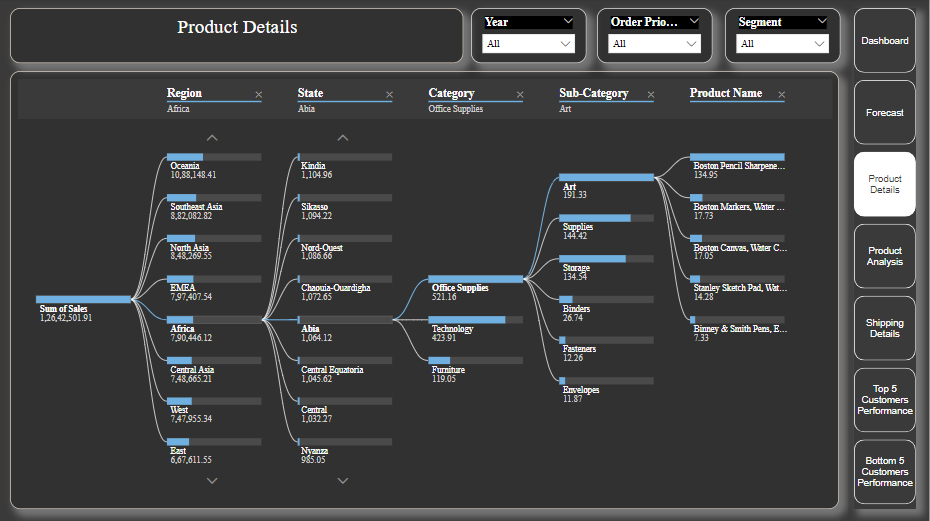 Product Details
Year
All
Order Prio...
All
Segment
All
Dashboard
Forecast
Product
Details
Product
Analysis
Shipping
Details
Top 5
Customers
Performance
Bottom 5
Customers
Performance
Region
Africa
State
Abia
Category
Office Supplies
Sub-Category
Art
Product Name
Sum of Sales
1,26,42,501.91
Oceania
10,88,148.41
Southeast Asia
8,82,082.82
North Asia
8,48,269.55
EMEA
7,97,407.54
Africa
7,90,446.12
Central Asia
7,48,665.21
West
7,47,955.34
East
6,67,611.55
Kindia
1,104.96
Sikasso
1,094.22
Nord-Ouest
1,086.66
Chaouia-Ouardigha
1,072.65
Abia
1,064.12
Central Equatoria
1,045.62
Central
1,032.27
Nyanza
985.05
Office Supplies
521.16
Technology
423.91
Furniture
119.05
Art
191.33
Supplies
144.42
Storage
134.54
Binders
26.74
Fasteners
12.26
Envelopes
11.87
Boston Pencil Sharpene...
134.95
Boston Markers, Water ...
17.73
Boston Canvas, Water C...
17.05
Stanley Sketch Pad, Wat...
14.28
Binney & Smith Pens, E...
7.33